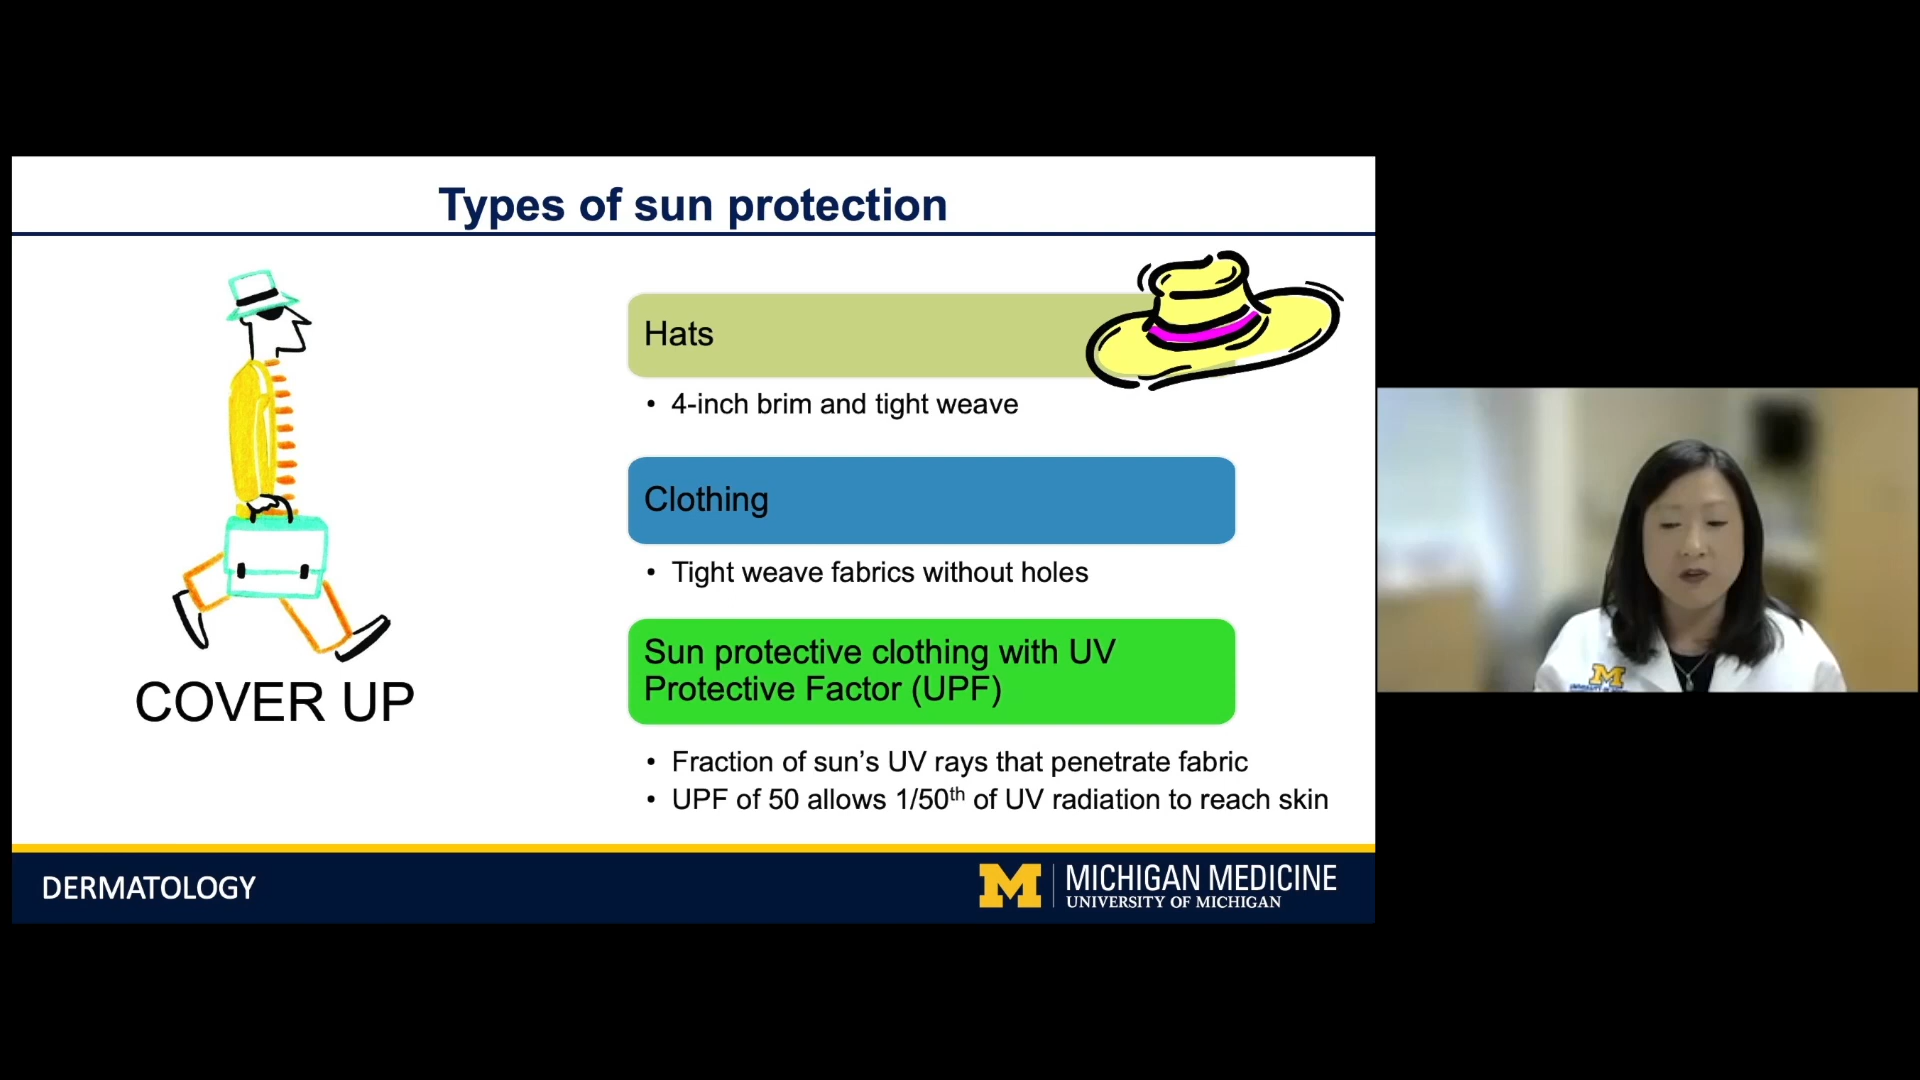 Types of sun protection
Hats
• 4-inch brim and tight weave
Clothing
• Tight weave fabrics without holes
Sun protective clothing with UV
Protective Factor (UPF)
• Fraction of sun’s UV rays that penetrate fabric
• UPF of 50 allows 1/50th of UV radiation to reach skin
COVER UP
DERMATOLOGY
M MICHIGAN MEDICINE
UNIVERSITY OF MICHIGAN
M